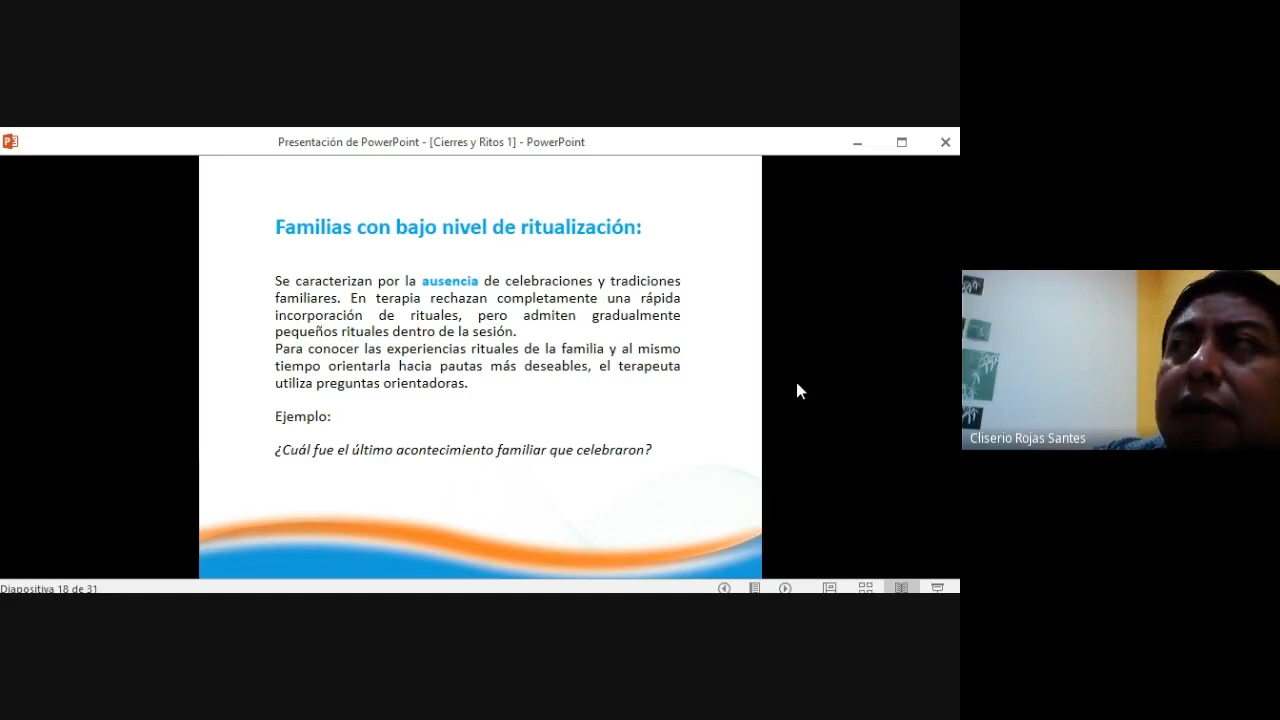 Presentación de PowerPoint - [Cierres y Ritos 1] - PowerPoint
Familias con bajo nivel de ritualización:
Se caracterizan por la ausencia de celebraciones y tradiciones
familiares. En terapia rechazan completamente una rápida
incorporación de rituales, pero admiten gradualmente
pequeños rituales dentro de la sesión.
Para conocer las experiencias rituales de la familia y al mismo
tiempo orientarla hacia pautas más deseables, el terapeuta
utiliza preguntas orientadoras.
Ejemplo:
¿Cuál fue el último acontecimiento familiar que celebraron?
Cliserio Rojas Santes
Diapositiva 18 de 31